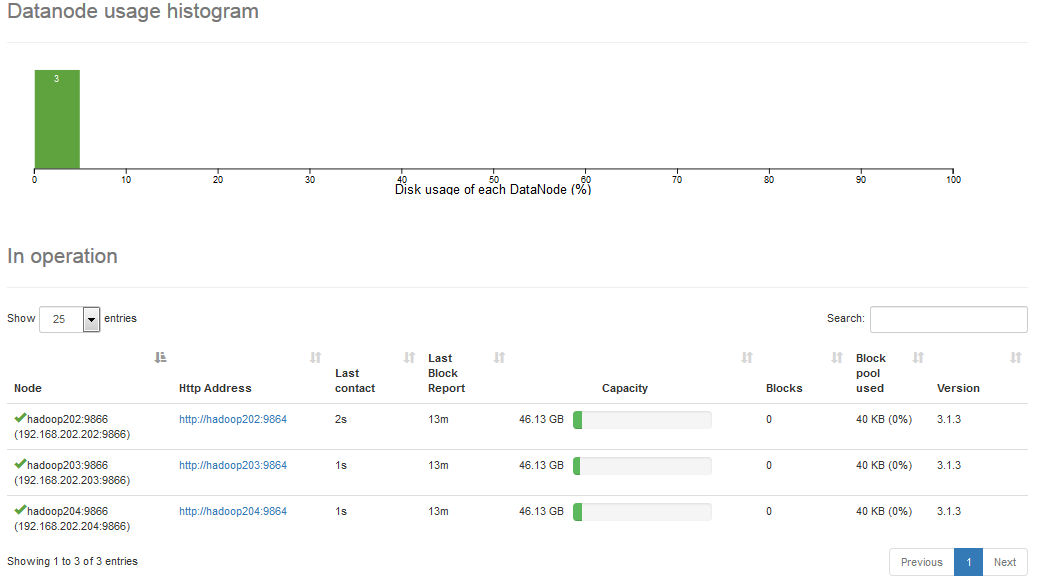 Datanode usage histogram
3
0 10 20 30 40 50 60 70 80 90 100
Disk usage of each DataNode (%)
In operation
Show 25 entries Search:
Node Http Address Last contact Last Block Report Capacity Blocks Block pool used Version
hadoop202:9866 http://hadoop202:9864 2s 13m 46.13 GB 0 40 KB (0%) 3.1.3
(192.168.202.202:9866)
hadoop203:9866 http://hadoop203:9864 1s 13m 46.13 GB 0 40 KB (0%) 3.1.3
(192.168.202.203:9866)
hadoop204:9866 http://hadoop204:9864 1s 13m 46.13 GB 0 40 KB (0%) 3.1.3
(192.168.202.204:9866)
Showing 1 to 3 of 3 entries Previous 1 Next